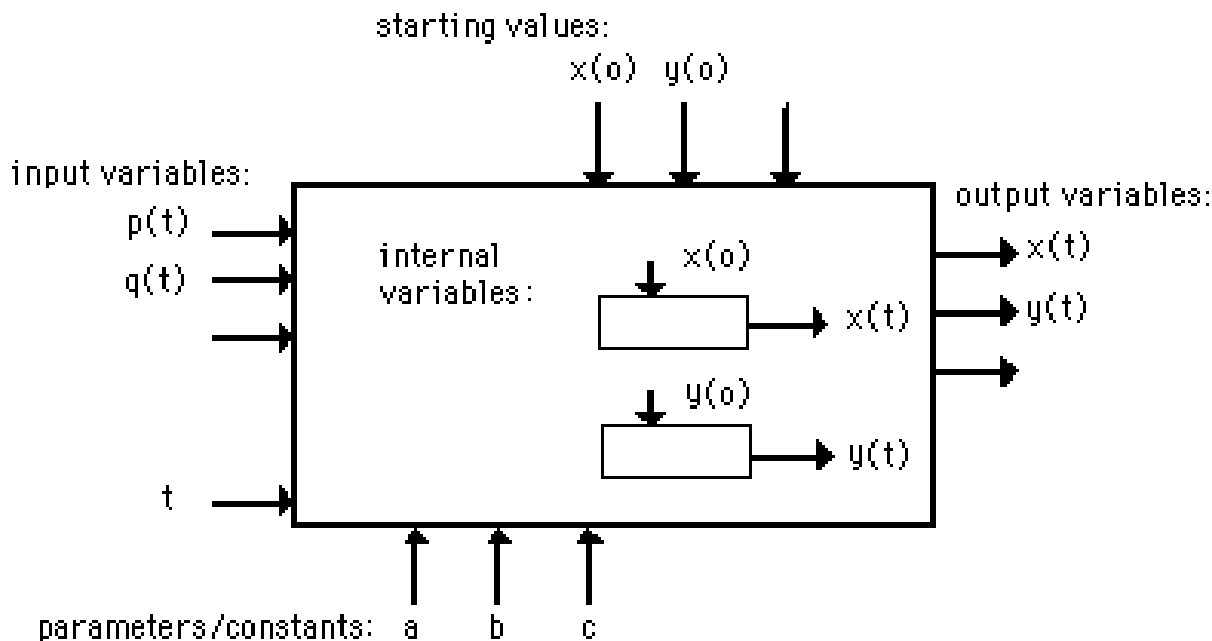 starting values:
x(o) y(o)
input variables:
p(t)
q(t)
t
internal
variables:
x(o)
x(t)
y(o)
y(t)
output variables:
x(t)
y(t)
parameters/constants: a b c